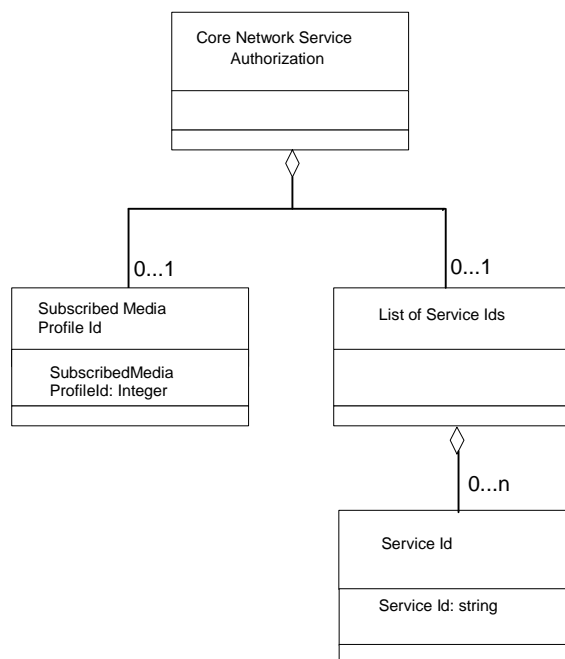 Core Network Service
Authorization
0...1
0...1
Subscribed Media
Profile Id
List of Service Ids
SubscribedMedia
ProfileId: Integer
0...n
Service Id
Service Id: string